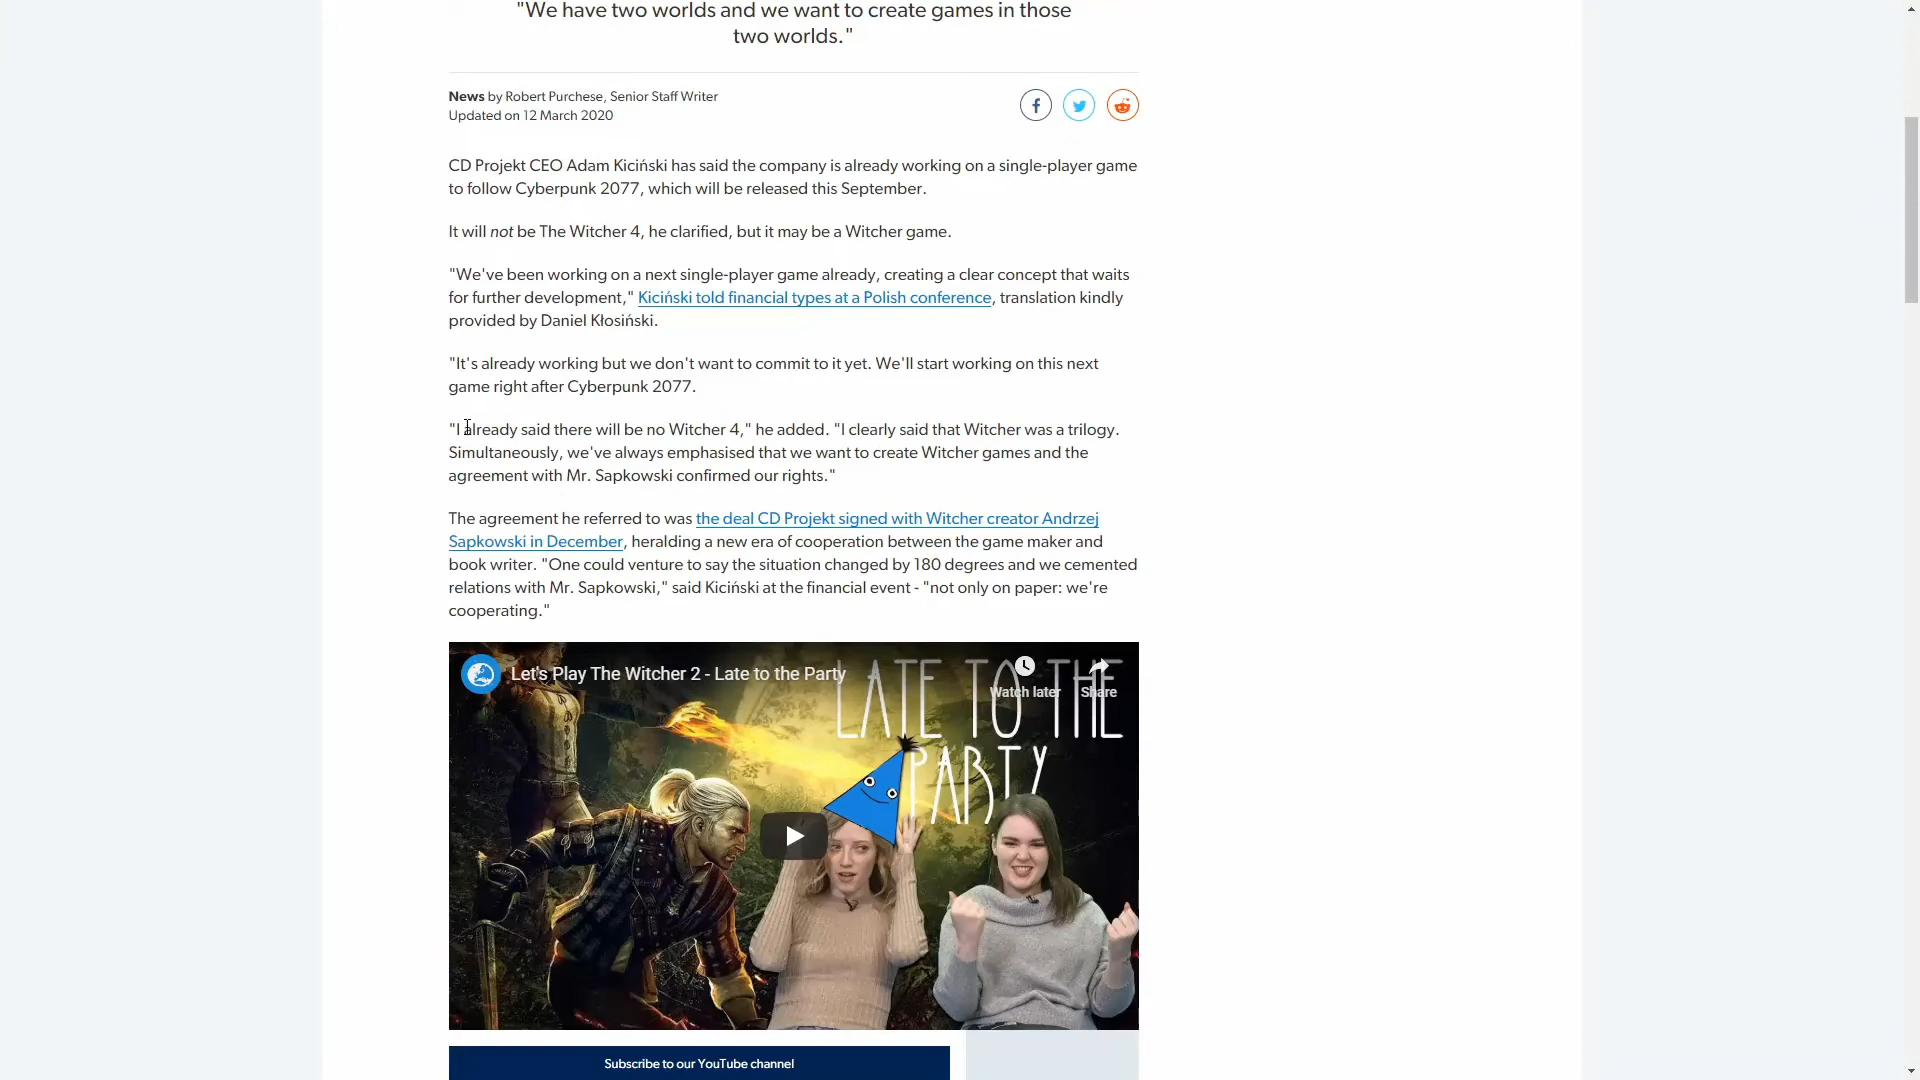 "We have two worlds and we want to create games in those
two worlds."
News by Robert Purchese, Senior Staff Writer
Updated on 12 March 2020
CD Projekt CEO Adam Kiciński has said the company is already working on a single-player game
to follow Cyberpunk 2077, which will be released this September.
It will not be The Witcher 4, he clarified, but it may be a Witcher game.
"We've been working on a next single-player game already, creating a clear concept that waits
for further development," Kiciński told financial types at a Polish conference, translation kindly
provided by Daniel Kłosiński.
"It's already working but we don't want to commit to it yet. We'll start working on this next
game right after Cyberpunk 2077.
"I already said there will be no Witcher 4," he added. "I clearly said that Witcher was a trilogy.
Simultaneously, we've always emphasised that we want to create Witcher games and the
agreement with Mr. Sapkowski confirmed our rights."
The agreement he referred to was the deal CD Projekt signed with Witcher creator Andrzej
Sapkowski in December, heralding a new era of cooperation between the game maker and
book writer. "One could venture to say the situation changed by 180 degrees and we cemented
relations with Mr. Sapkowski," said Kiciński at the financial event - "not only on paper: we're
cooperating."
Let's Play The Witcher 2 - Late to the Party
Watch later
Share
LATE TO THE
PARTY
Subscribe to our YouTube channel